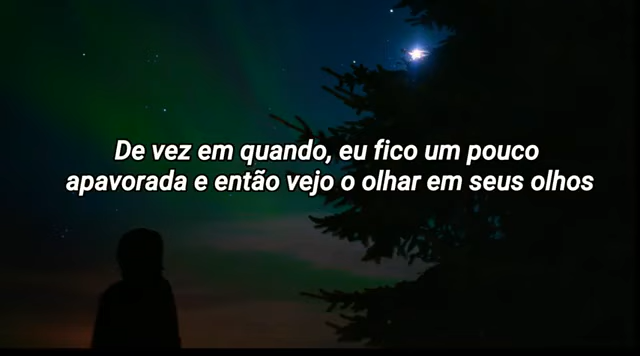 De vez em quando, eu fico um pouco
apavorada e então vejo o olhar em seus olhos